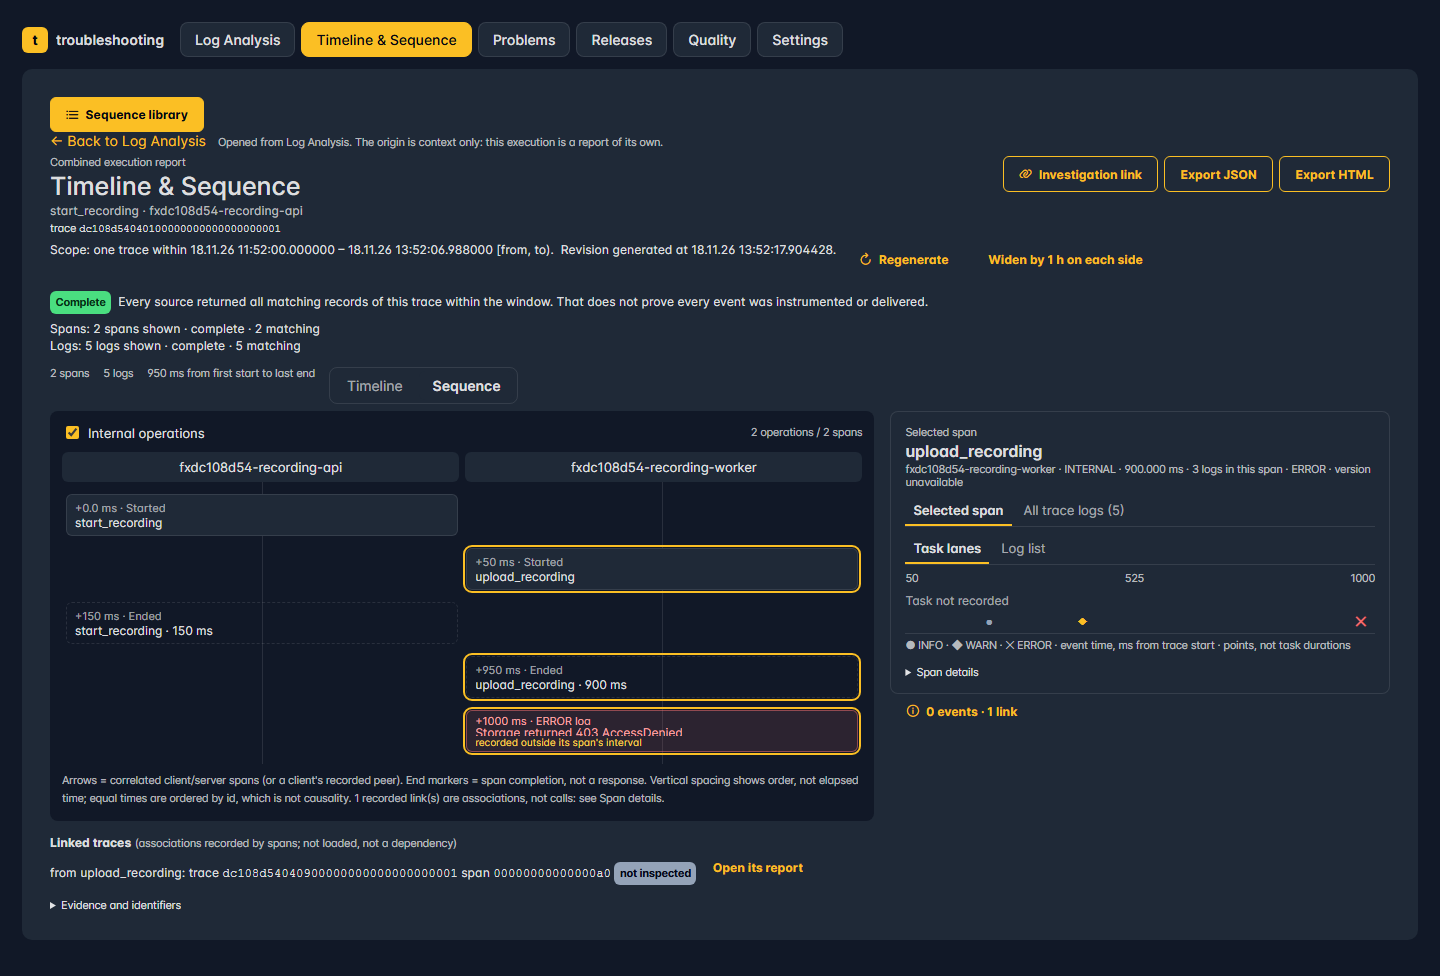 t troubleshooting Log Analysis Timeline & Sequence Problems Releases Quality Settings
Sequence library
← Back to Log Analysis Opened from Log Analysis. The origin is context only: this execution is a report of its own.
Combined execution report
Timeline & Sequence
Investigation link Export JSON Export HTML
start_recording · fxdc108d54-recording-api
trace dc108d54040100000000000000000001
Scope: one trace within 18.11.26 11:52:00.000000 – 18.11.26 13:52:06.988000 [from, to). Revision generated at 18.11.26 13:52:17.904428.
Regenerate Widen by 1 h on each side
Complete Every source returned all matching records of this trace within the window. That does not prove every event was instrumented or delivered.
Spans: 2 spans shown · complete · 2 matching
Logs: 5 logs shown · complete · 5 matching
2 spans 5 logs 950 ms from first start to last end Timeline Sequence
Internal operations 2 operations / 2 spans
fxdc108d54-recording-api fxdc108d54-recording-worker
+0.0 ms · Started
start_recording
+50 ms · Started
upload_recording
+150 ms · Ended
start_recording · 150 ms
+950 ms · Ended
upload_recording · 900 ms
+1000 ms · ERROR log
Storage returned 403 AccessDenied
recorded outside its span's interval
Arrows = correlated client/server spans (or a client's recorded peer). End markers = span completion, not a response. Vertical spacing shows order, not elapsed
time; equal times are ordered by id, which is not causality. 1 recorded link(s) are associations, not calls: see Span details.
Selected span
upload_recording
fxdc108d54-recording-worker · INTERNAL · 900.000 ms · 3 logs in this span · ERROR · version
unavailable
Selected span All trace logs (5)
Task lanes Log list
50 525 1000
Task not recorded
● INFO · ◆ WARN · ✕ ERROR · event time, ms from trace start · points, not task durations
▶ Span details
0 events · 1 link
Linked traces (associations recorded by spans; not loaded, not a dependency)
from upload_recording: trace dc108d54040900000000000000000001 span 00000000000000a0 not inspected Open its report
▶ Evidence and identifiers